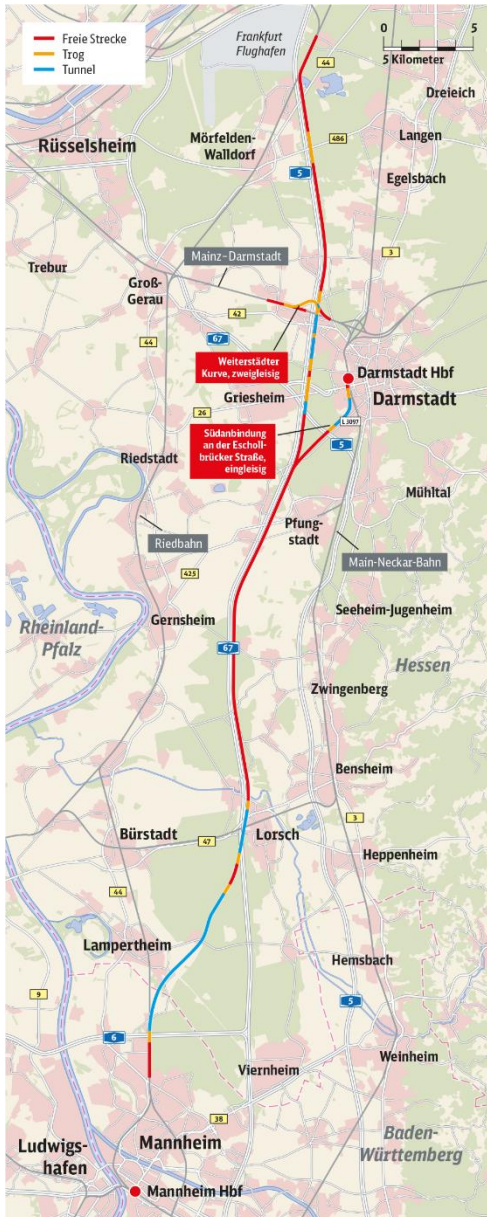 Freie Strecke
Trog
Tunnel
Frankfurt
Flughafen
0 5
5 Kilometer
44
Dreieich
486
Mörfelden-
Walldorf
Langen
Rüsselsheim
5
Egelsbach
3
Mainz-Darmstadt
Trebur
Groß-
Gerau
42
44
67
Weiterstädter
Kurve, zweigleisig
Darmstadt Hbf
Griesheim
Darmstadt
26
L 3097
Südanbindung
an der Escholl-
brücker Straße,
eingleisig
5
Riedstadt
Mühltal
Pfung-
stadt
Riedbahn
Main-Neckar-Bahn
425
Gernsheim
Seeheim-Jugenheim
Rheinland-
Pfalz
67
Hessen
Zwingenberg
Bensheim
Bürstadt
47
Lorsch
3
Heppenheim
44
Lampertheim
Hemsbach
9
5
6
Viernheim
Weinheim
38
Ludwigs-
hafen
Mannheim
Baden-
Württemberg
Mannheim Hbf